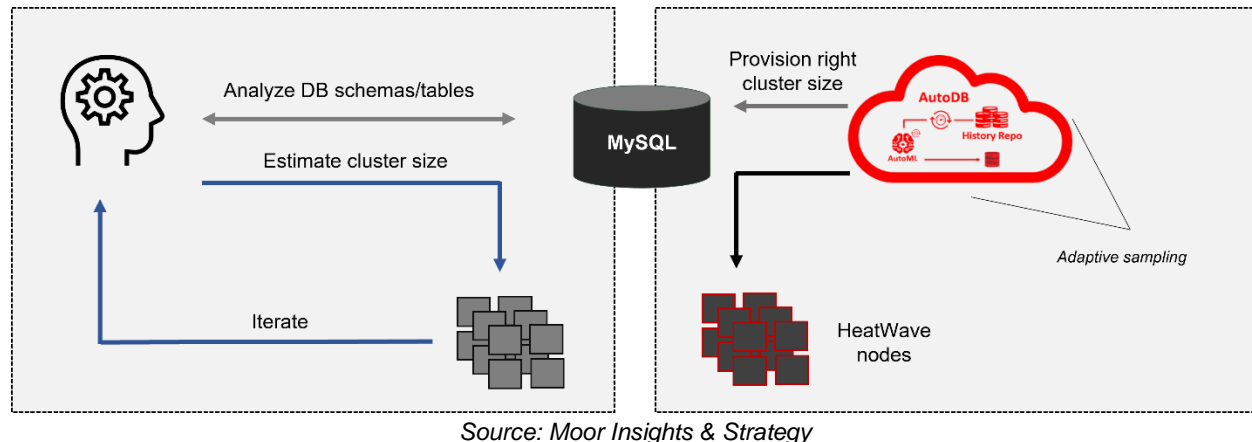 Analyze DB schemas/tables
Estimate cluster size
Iterate
MySQL
Provision right
cluster size
AutoDB
History Repo
AutoML
Adaptive sampling
HeatWave
nodes
Source: Moor Insights & Strategy